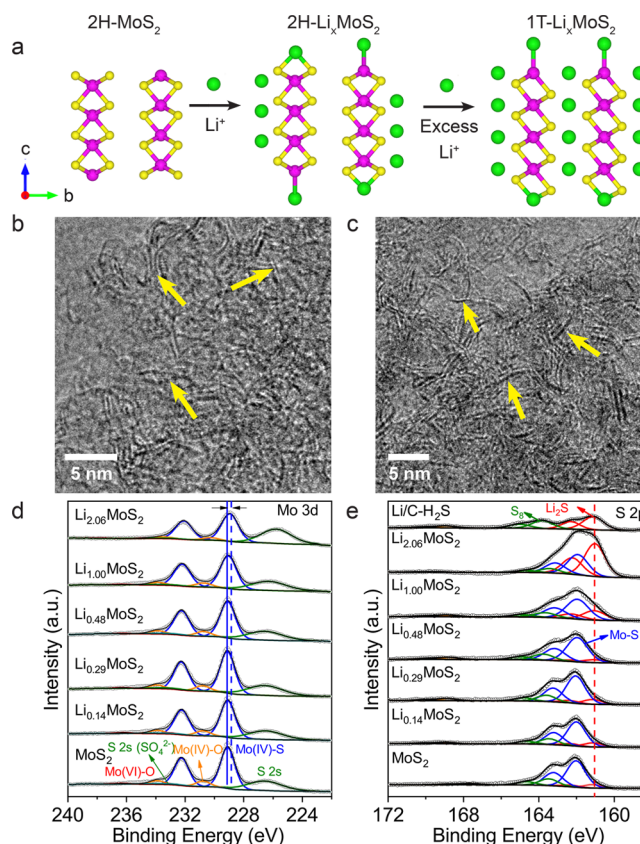 2H-MoS₂
2H-LiₓMoS₂
1T-LiₓMoS₂
a
Li⁺
Excess
Li⁺
c
b
b
5 nm
c
5 nm
d
Mo 3d
Li₂.₀₆MoS₂
Li₁.₀₀MoS₂
Li₀.₄₈MoS₂
Li₀.₂₉MoS₂
Li₀.₁₄MoS₂
MoS₂
S 2s (SO₄²⁻)
Mo(IV)-O
Mo(IV)-S
Mo(VI)-O
S 2s
Intensity (a.u.)
240 236 232 228 224
Binding Energy (eV)
e
Li/C-H₂S
S₈
Li₂S
S 2p
Li₂.₀₆MoS₂
Li₁.₀₀MoS₂
Li₀.₄₈MoS₂
Mo-S
Li₀.₂₉MoS₂
Li₀.₁₄MoS₂
MoS₂
Intensity (a.u.)
172 168 164 160
Binding Energy (eV)